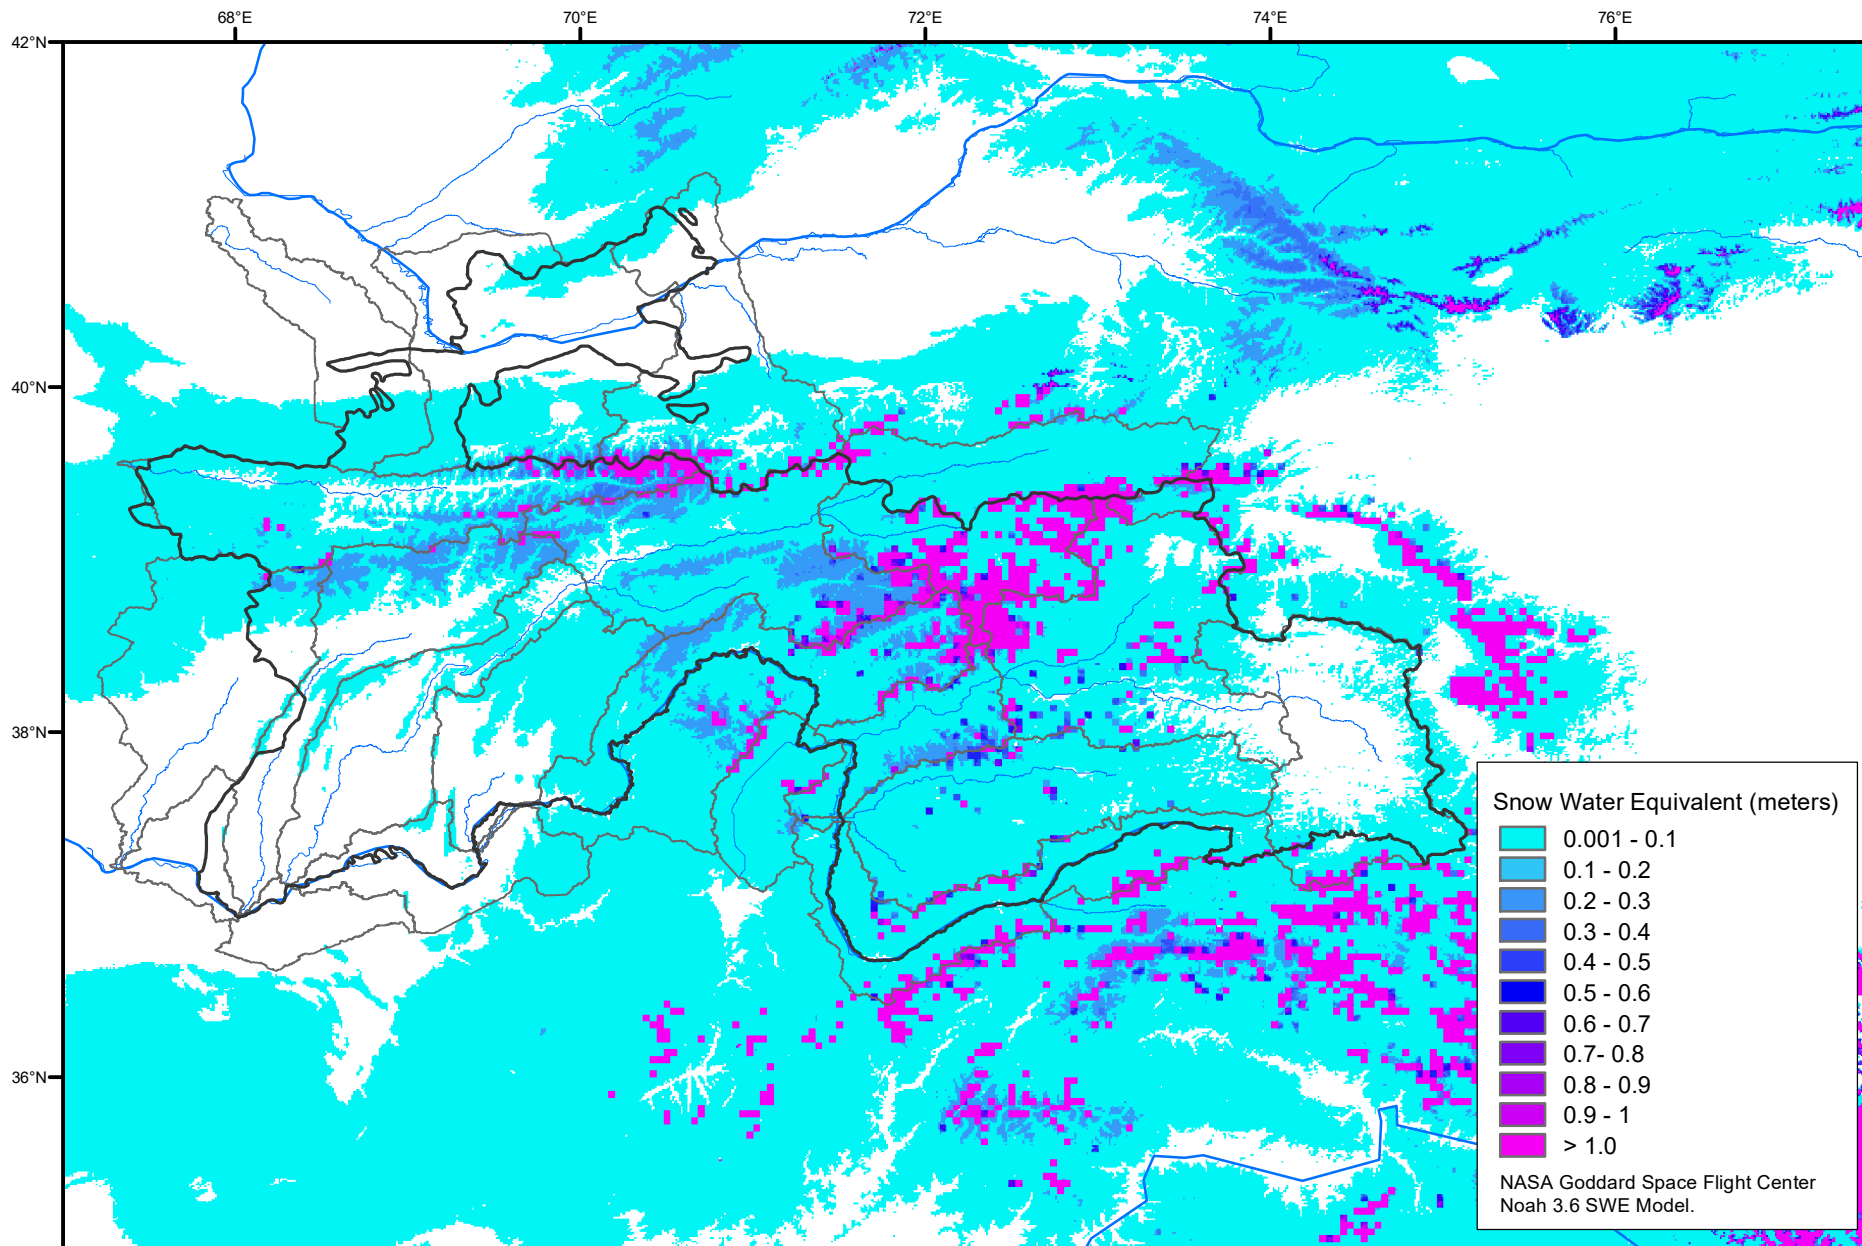 68°E 70°E 72°E 74°E 76°E
42°N
40°N
38°N
36°N
Snow Water Equivalent (meters)
0.001 - 0.1
0.1 - 0.2
0.2 - 0.3
0.3 - 0.4
0.4 - 0.5
0.5 - 0.6
0.6 - 0.7
0.7- 0.8
0.8 - 0.9
0.9 - 1
> 1.0
NASA Goddard Space Flight Center
Noah 3.6 SWE Model.